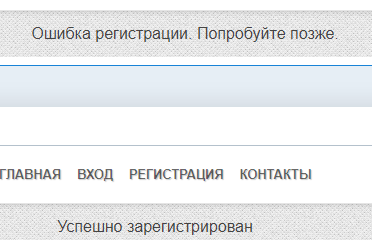 Ошибка регистрации. Попробуйте позже.
ГЛАВНАЯ ВХОД РЕГИСТРАЦИЯ КОНТАКТЫ
Успешно зарегистрирован